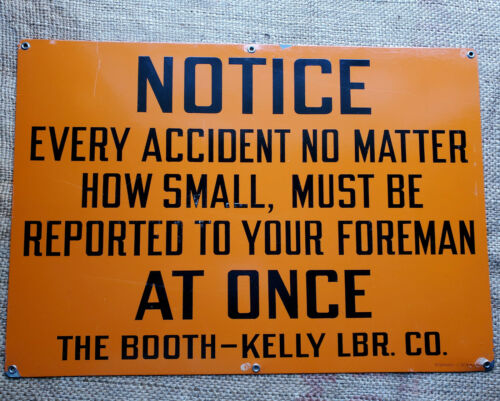 NOTICE
EVERY ACCIDENT NO MATTER
HOW SMALL, MUST BE
REPORTED TO YOUR FOREMAN
AT ONCE
THE BOOTH-KELLY LBR. CO.